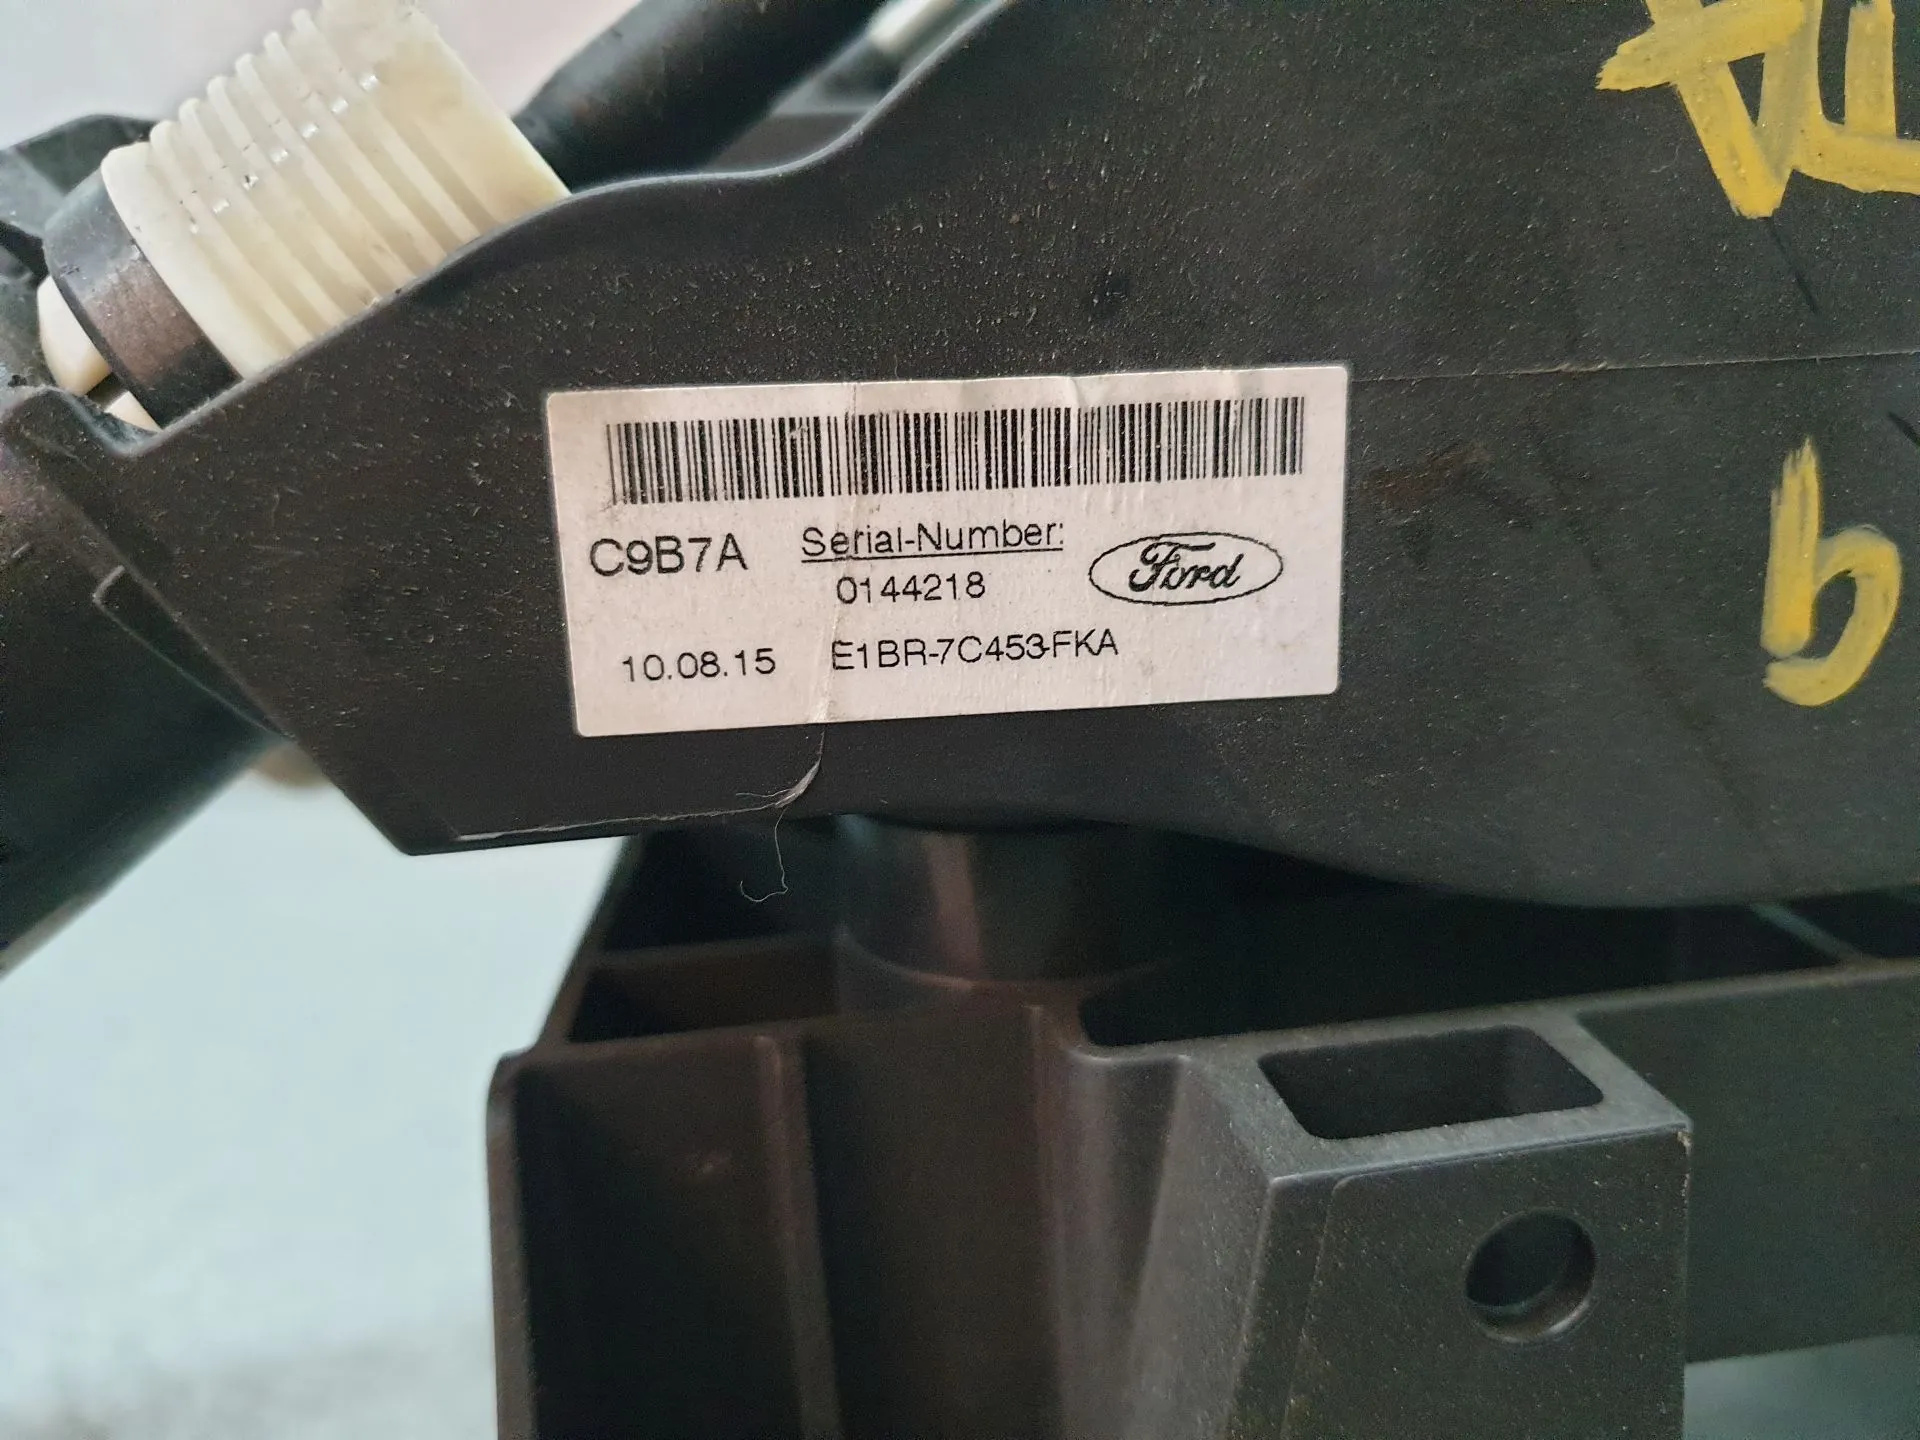 C9B7A
Serial-Number:
0144218
Ford
10.08.15
E1BR-7C453-FKA